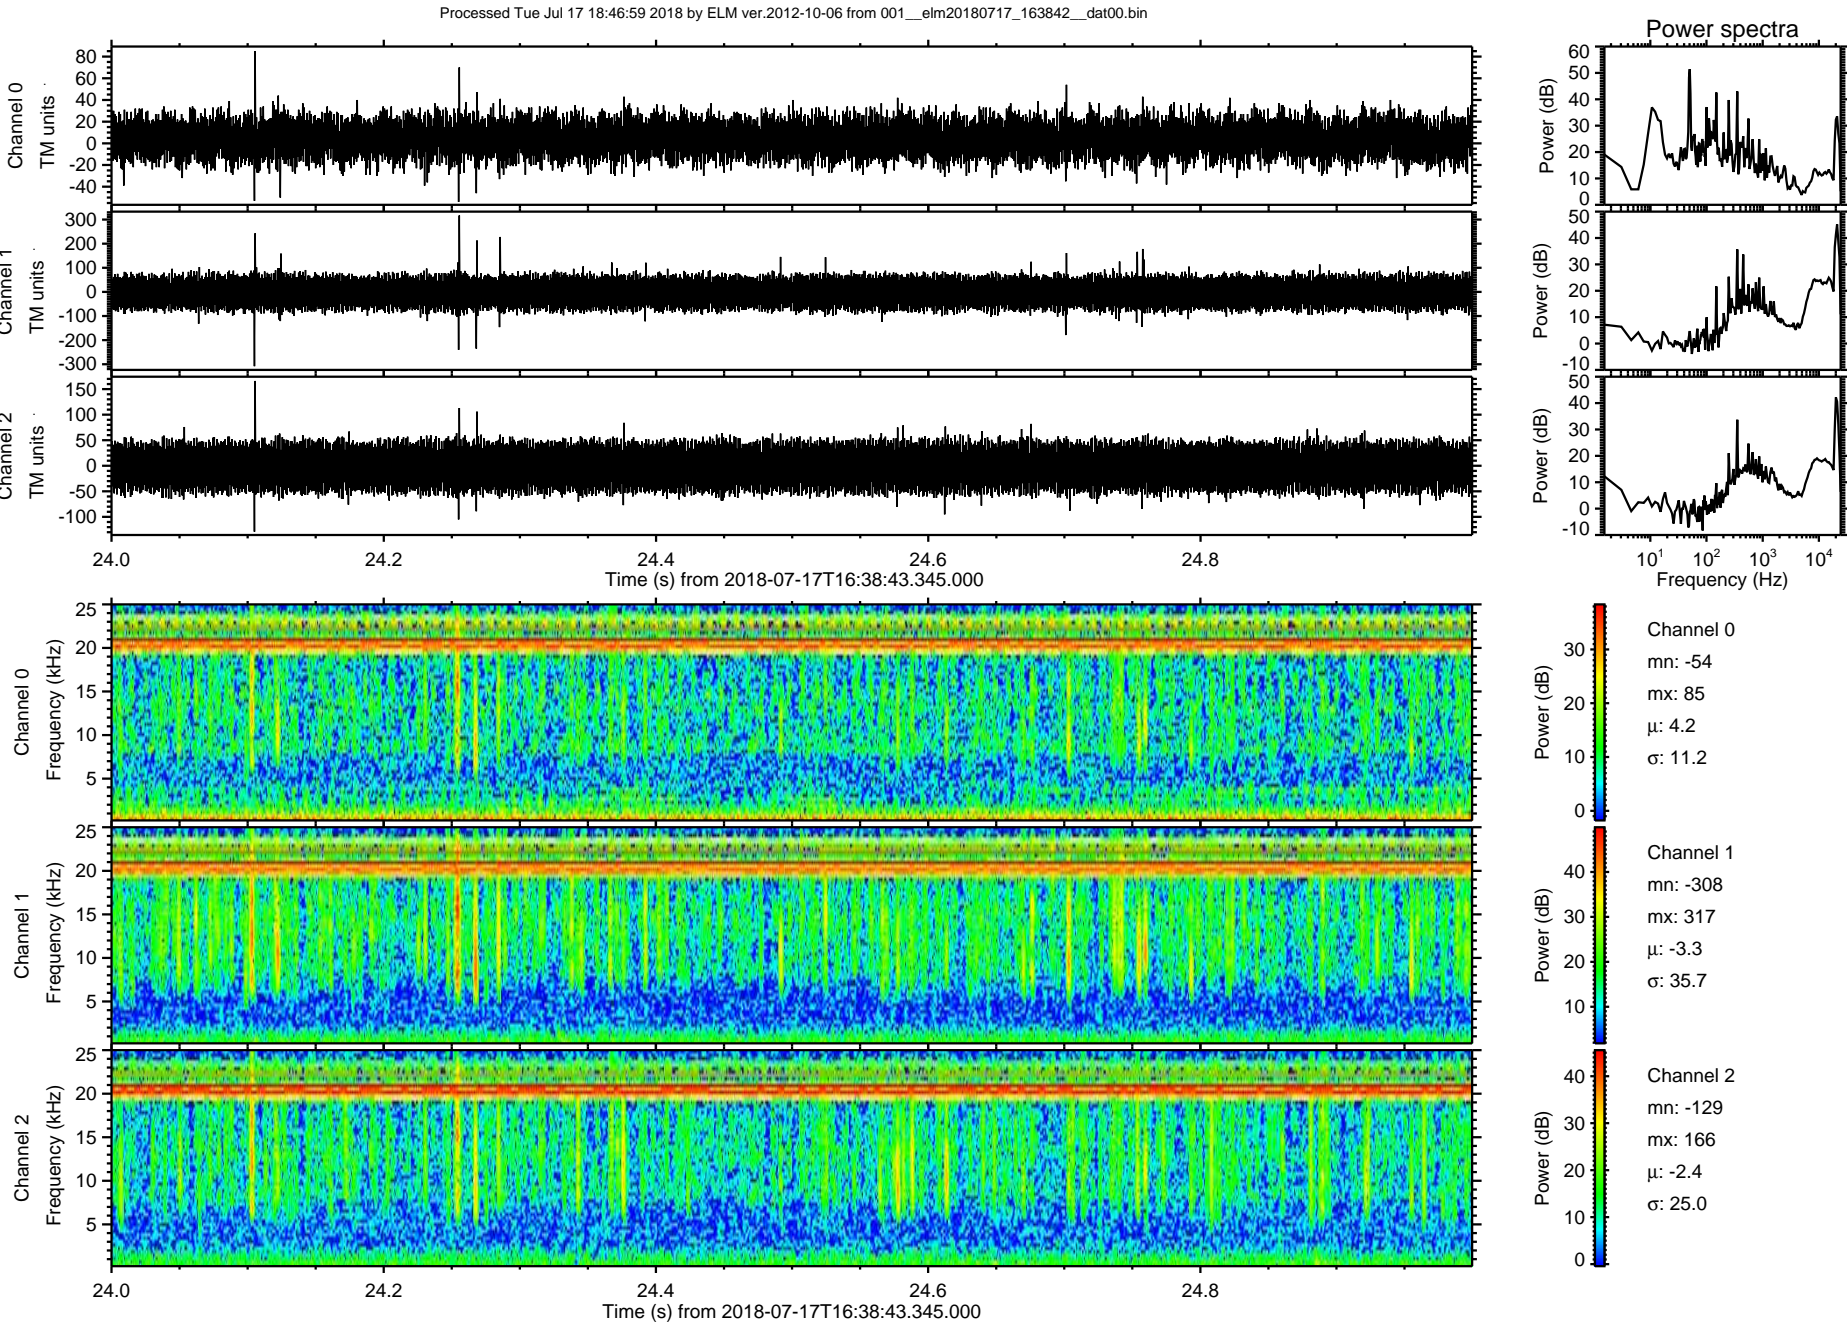 Processed Tue Jul 17 18:46:59 2018 by ELM ver.2012-10-06 from 001__elm20180717_163842__dat00.bin
Power spectra
Channel 0
TM units
80
60
40
20
0
-20
-40
Power (dB)
60
50
40
30
20
10
0
Channel 1
TM units
300
200
100
0
-100
-200
-300
Power (dB)
50
40
30
20
10
0
-10
Channel 2
TM units
150
100
50
0
-50
-100
Power (dB)
50
40
30
20
10
0
-10
24.0 24.2 24.4 24.6 24.8
Time (s) from 2018-07-17T16:38:43.345.000
10¹ 10² 10³ 10⁴
Frequency (Hz)
Channel 0
Frequency (kHz)
25
20
15
10
5
Power (dB)
30
20
10
0
Channel 0
mn: -54
mx: 85
μ: 4.2
σ: 11.2
Channel 1
Frequency (kHz)
25
20
15
10
5
Power (dB)
40
30
20
10
Channel 1
mn: -308
mx: 317
μ: -3.3
σ: 35.7
Channel 2
Frequency (kHz)
25
20
15
10
5
Power (dB)
40
30
20
10
0
Channel 2
mn: -129
mx: 166
μ: -2.4
σ: 25.0
24.0 24.2 24.4 24.6 24.8
Time (s) from 2018-07-17T16:38:43.345.000